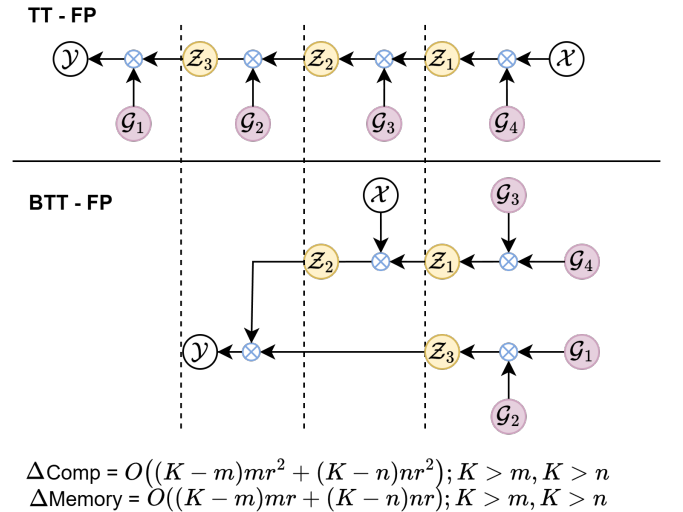 TT - FP
𝒴 ⊗ 𝒵₃ ⊗ 𝒵₂ ⊗ 𝒵₁ ⊗ 𝒳
𝒢₁ 𝒢₂ 𝒢₃ 𝒢₄
BTT - FP
𝒳 𝒢₃
𝒵₂ ⊗ 𝒵₁ ⊗ 𝒢₄
𝒴 ⊗ 𝒵₃ ⊗ 𝒢₁
𝒢₂
ΔComp = O((K − m)mr² + (K − n)nr²); K > m, K > n
ΔMemory = O((K − m)mr + (K − n)nr); K > m, K > n